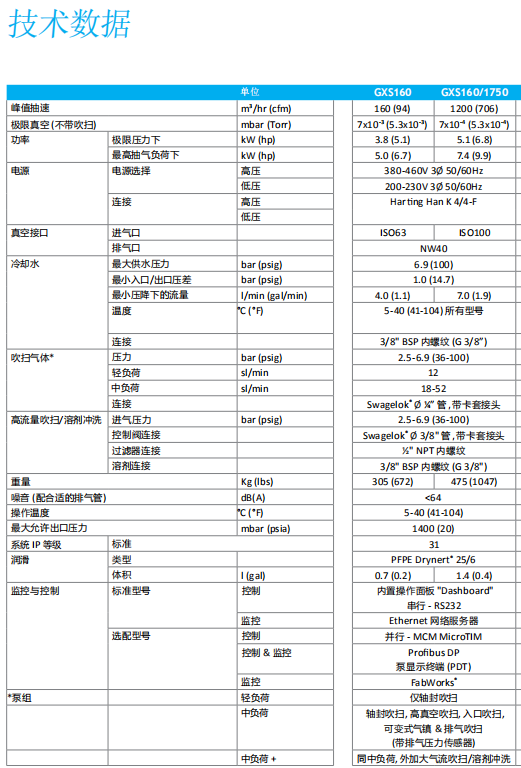 技术数据
单位 GXS160 GXS160/1750
峰值抽速 m³/hr (cfm) 160 (94) 1200 (706)
极限真空 (不带吹扫) mbar (Torr) 7x10⁻³ (5.3x10⁻³) 7x10⁻⁴ (5.3x10⁻⁴)
功率 极限压力下 kW (hp) 3.8 (5.1) 5.1 (6.8)
最高抽气负荷下 kW (hp) 5.0 (6.7) 7.4 (9.9)
电源 电源选择 高压 380-460V 3Ø 50/60Hz
低压 200-230V 3Ø 50/60Hz
连接 高压 Harting Han K 4/4-F
低压
真空接口 进气口 ISO63 ISO100
排气口 NW40
冷却水 最大供水压力 bar (psig) 6.9 (100)
最小入口/出口压差 bar (psig) 1.0 (14.7)
最小压降下的流量 l/min (gal/min) 4.0 (1.1) 7.0 (1.9)
温度 °C (°F) 5-40 (41-104) 所有型号
连接 3/8" BSP 内螺纹 (G 3/8")
吹扫气体* 压力 bar (psig) 2.5-6.9 (36-100)
轻负荷 sl/min 12
中负荷 sl/min 18-52
连接 Swagelok® Ø ¼" 管, 带卡套接头
高流量吹扫/溶剂冲洗 进气压力 bar (psig) 2.5-6.9 (36-100)
控制阀连接 Swagelok® Ø 3/8" 管, 带卡套接头
过滤器连接 ½" NPT 内螺纹
溶剂连接 3/8" BSP 内螺纹 (G 3/8")
重量 Kg (lbs) 305 (672) 475 (1047)
噪音 (配合适的排气管) dB(A) <64
操作温度 °C (°F) 5-40 (41-104)
最大允许出口压力 mbar (psia) 1400 (20)
系统 IP 等级 标准 31
润滑 类型 PFPE Drynert® 25/6
体积 l (gal) 0.7 (0.2) 1.4 (0.4)
监控与控制 标准型号 控制 内置操作面板 "Dashboard"
串行 - RS232
监控 Ethernet 网络服务器
选配型号 控制 并行 - MCM MicroTIM
控制 & 监控 Profibus DP
泵显示终端 (PDT)
监控 FabWorks®
*泵组 轻负荷 仅轴封吹扫
中负荷 轴封吹扫, 高真空吹扫, 入口吹扫,
可变式气镇 & 排气吹扫
(带排气压力传感器)
中负荷 + 同中负荷, 外加大气流吹扫/溶剂冲洗